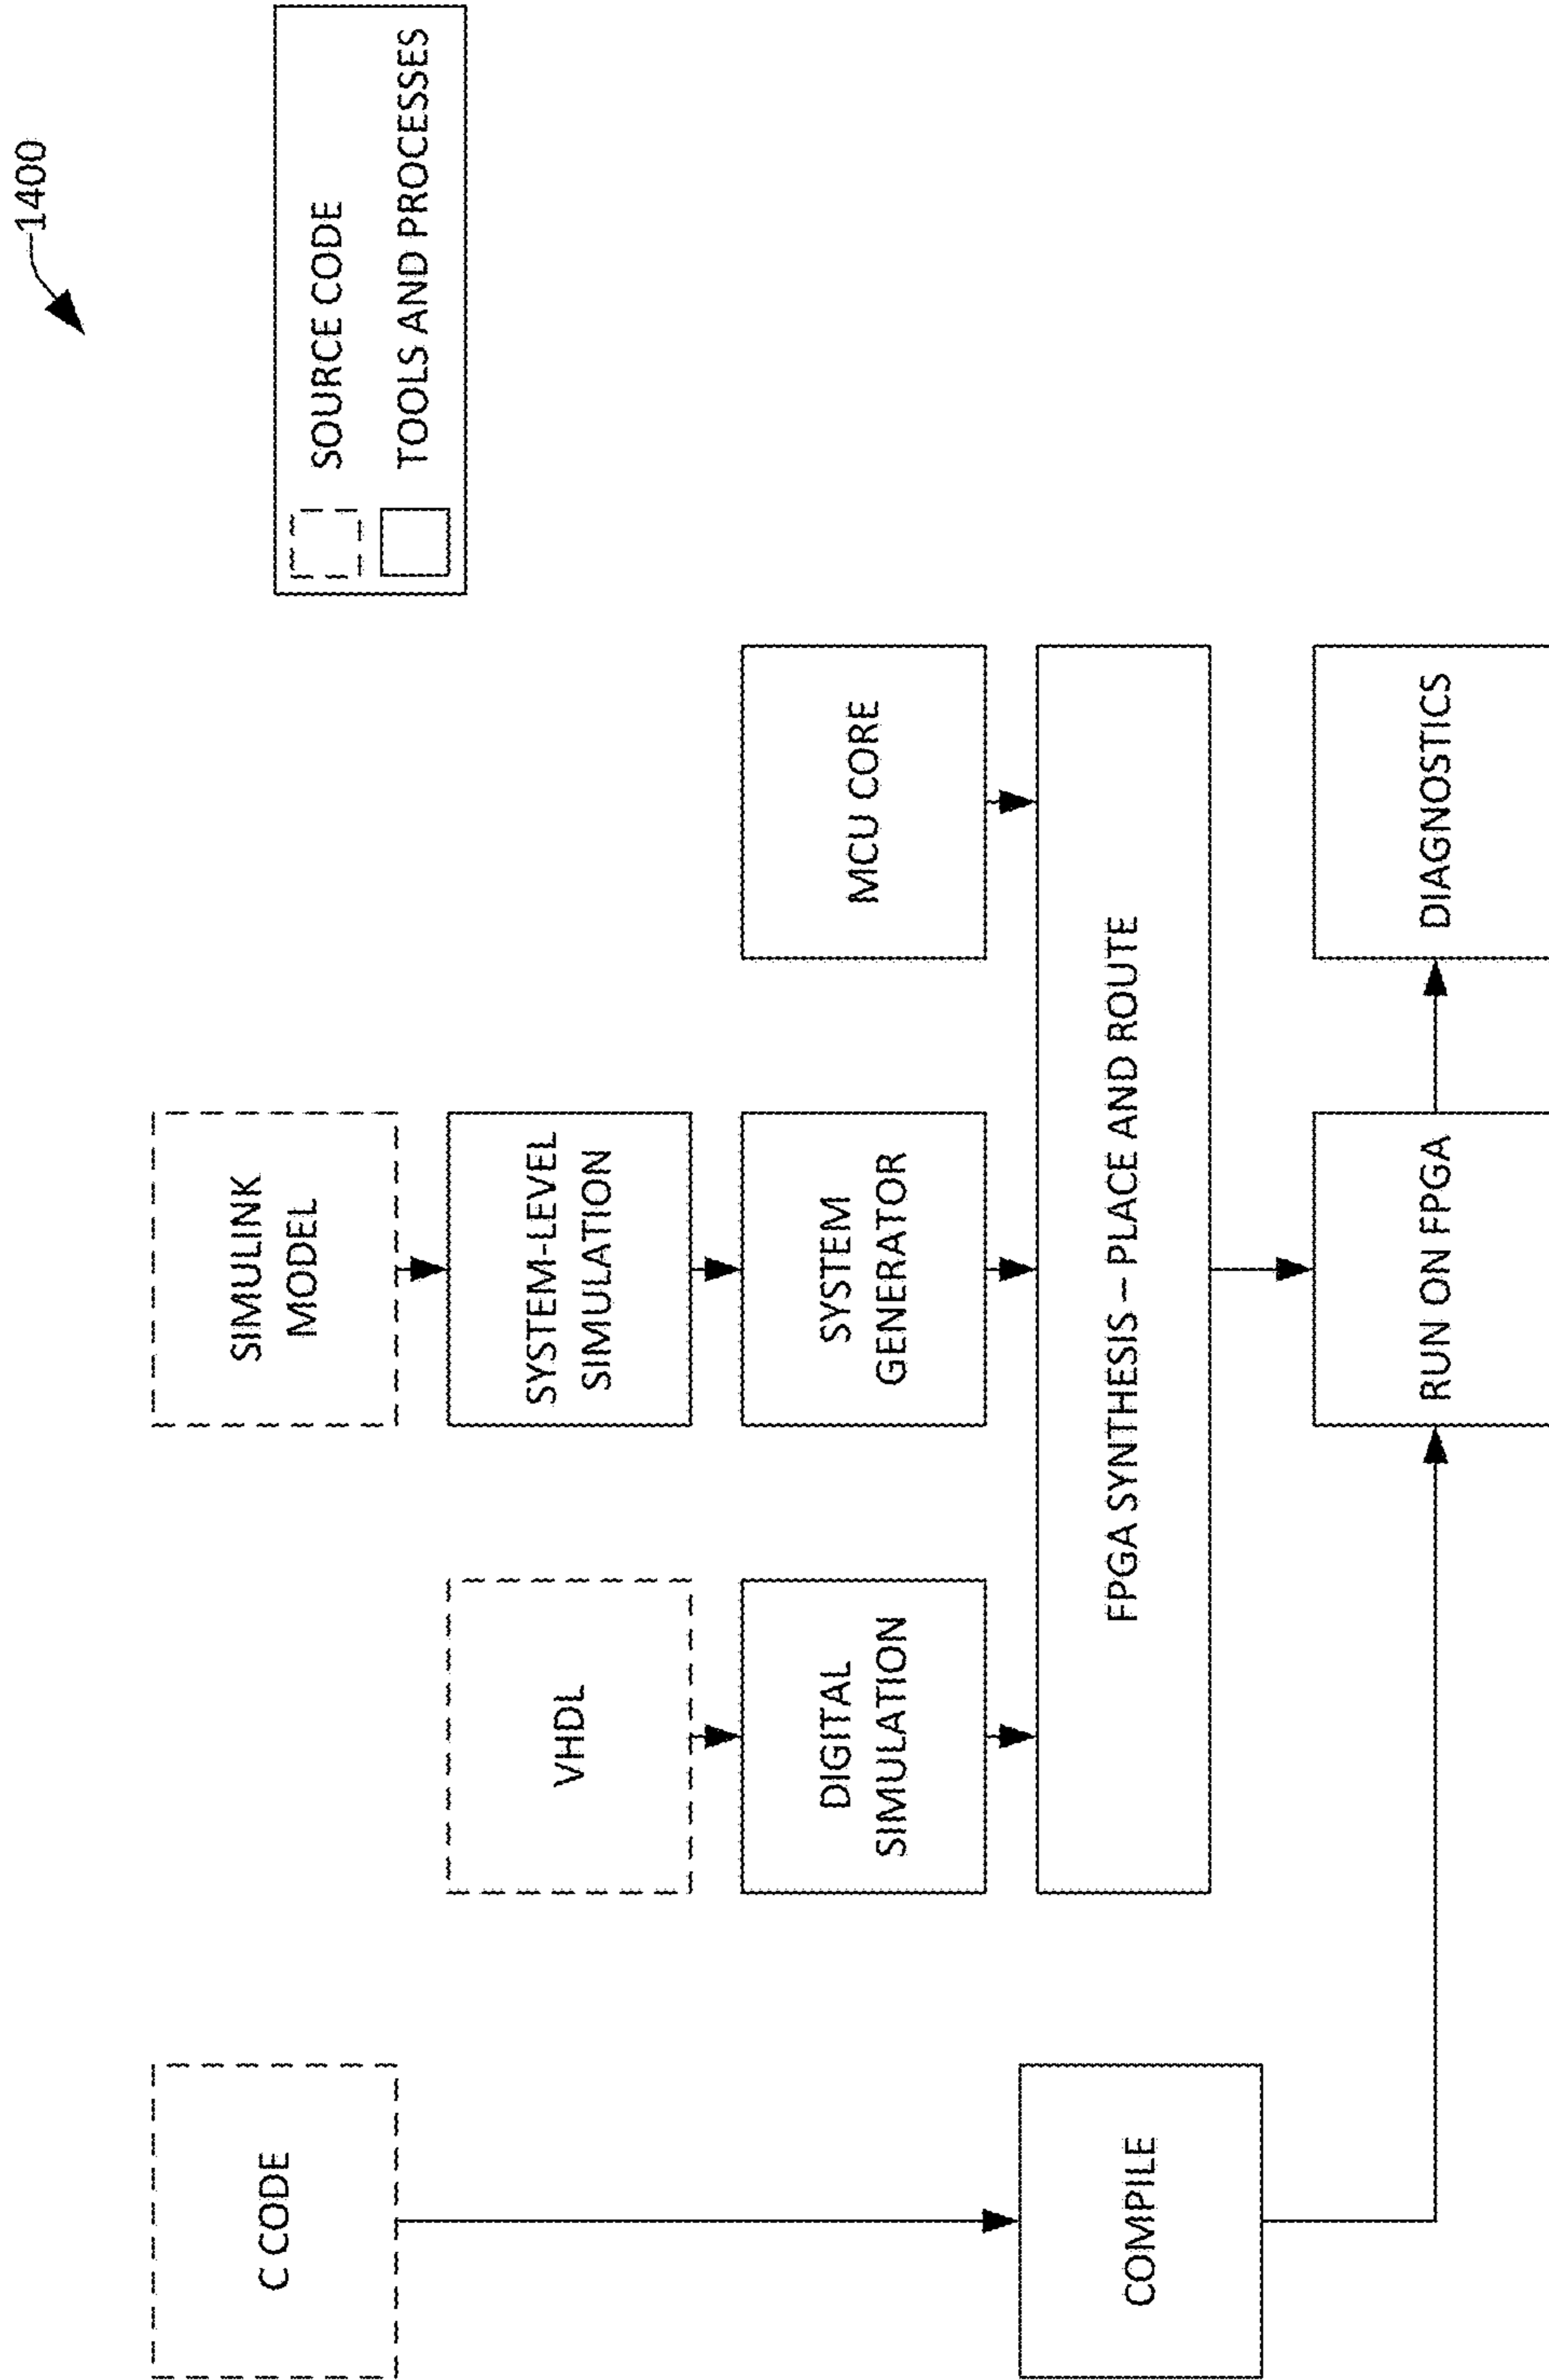 1400
SOURCE CODE
TOOLS AND PROCESSES
C CODE
SIMULINK
MODEL
VHDL
SYSTEM-LEVEL
SIMULATION
DIGITAL
SIMULATION
SYSTEM
GENERATOR
MCU CORE
COMPILE
FPGA SYNTHESIS – PLACE AND ROUTE
RUN ON FPGA
DIAGNOSTICS